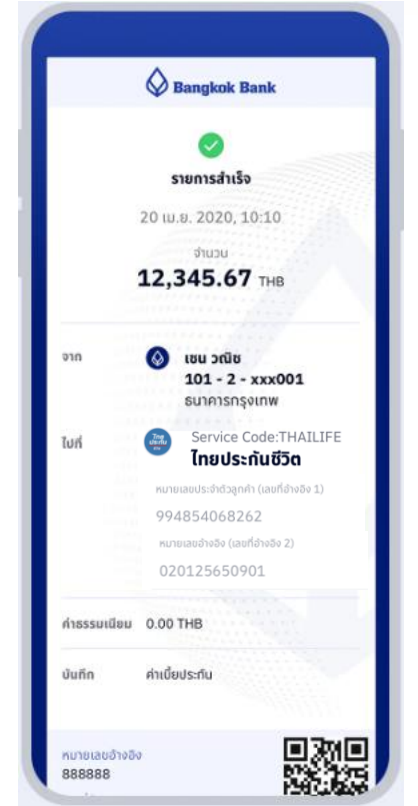 Bangkok Bank
รายการสำเร็จ
20 เม.ย. 2020, 10:10
จำนวน
12,345.67 THB
จาก
เชน วณิช
101 - 2 - xxx001
ธนาคารกรุงเทพ
ไปที่
ไทย
ประกัน
Service Code:THAILIFE
ไทยประกันชีวิต
หมายเลขประจำตัวลูกค้า (เลขที่อ้างอิง 1)
994854068262
หมายเลขอ้างอิง (เลขที่อ้างอิง 2)
020125650901
ค่าธรรมเนียม 0.00 THB
บันทึก ค่าเบี้ยประกัน
หมายเลขอ้างอิง
888888